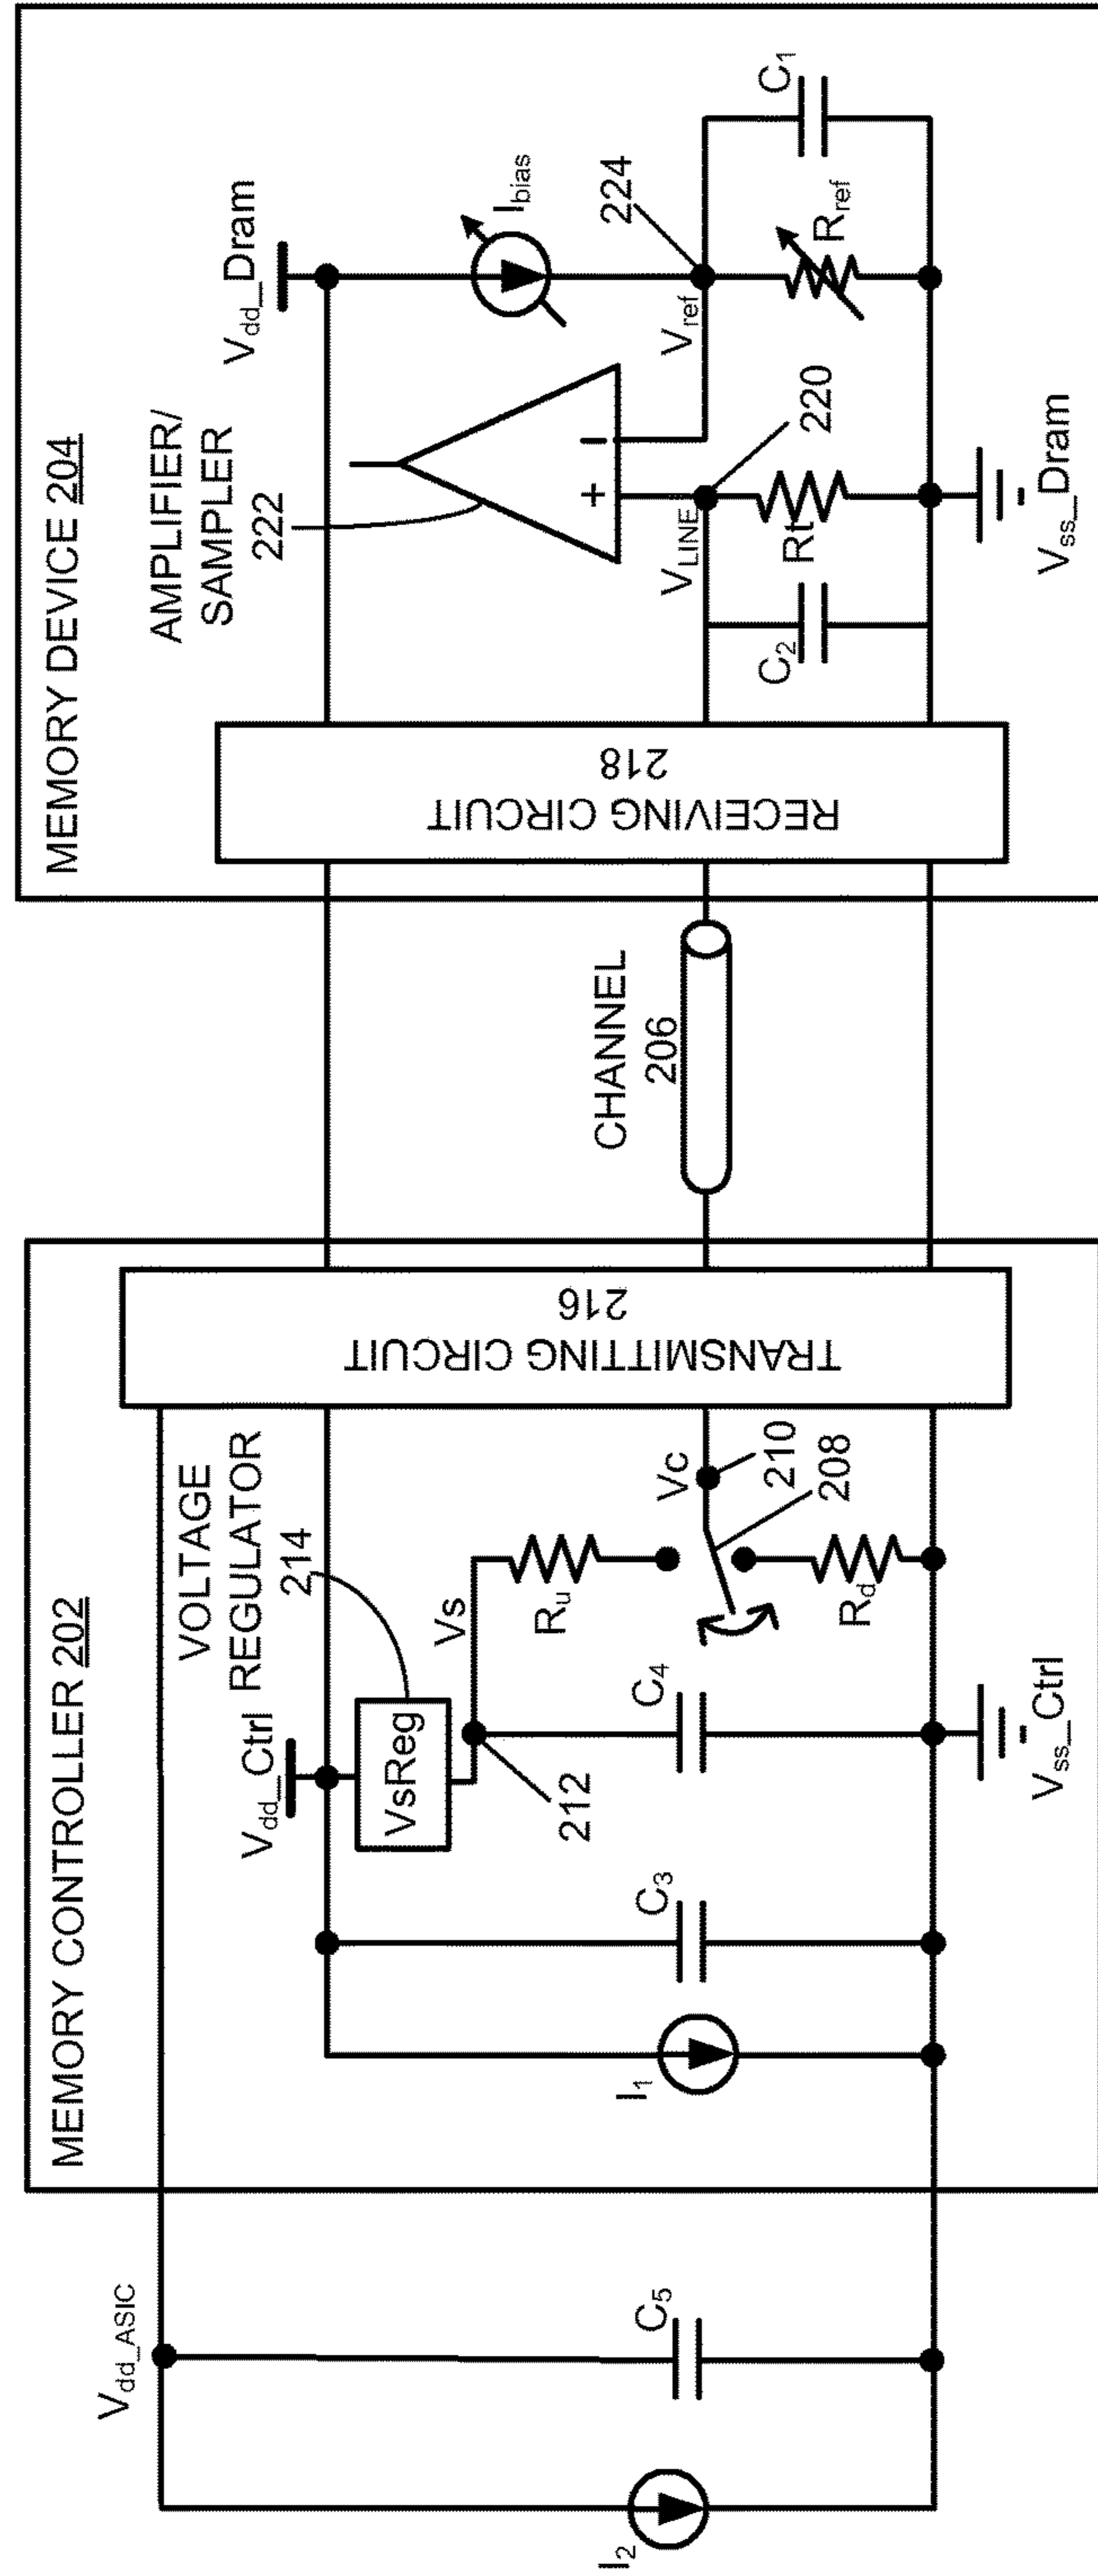 MEMORY CONTROLLER 202
MEMORY DEVICE 204
Vdd_ASIC
I2
C5
I1
C3
Vdd_Ctrl
VOLTAGE
REGULATOR
214
VsReg
212
C4
Vs
Ru
Rd
Vc
210
208
Vss_Ctrl
TRANSMITTING CIRCUIT
216
CHANNEL
206
RECEIVING CIRCUIT
218
AMPLIFIER/
SAMPLER
222
Vdd_Dram
Ibias
224
Vref
VLINE
+
-
220
C2
Rt
Rref
C1
Vss_Dram